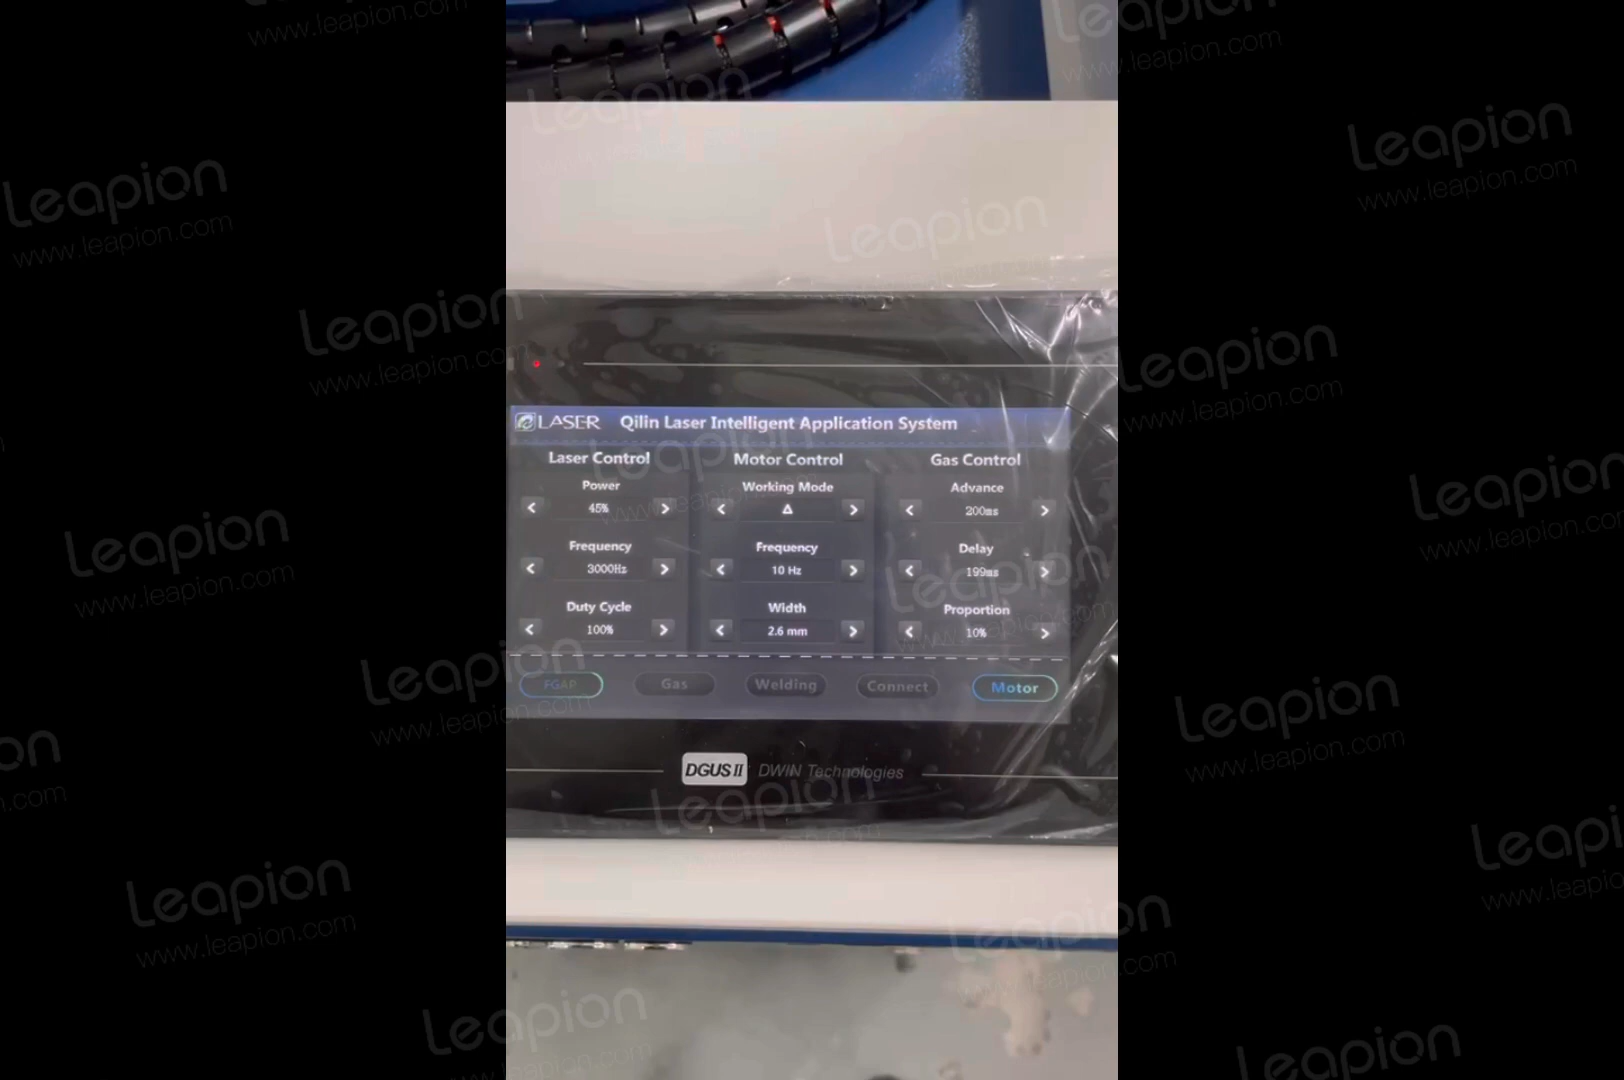 LASER Qilin Laser Intelligent Application System
Laser Control Motor Control Gas Control
Power Working Mode Advance
< 45% > < Δ > < 200ms >
Frequency Frequency Delay
< 3000Hz > < 10 Hz > < 199ms >
Duty Cycle Width Proportion
< 100% > < 2.6 mm > < 10% >
FGAP Gas Welding Connect Motor
DGUS II DWIN Technologies
Leapion
www.leapion.com